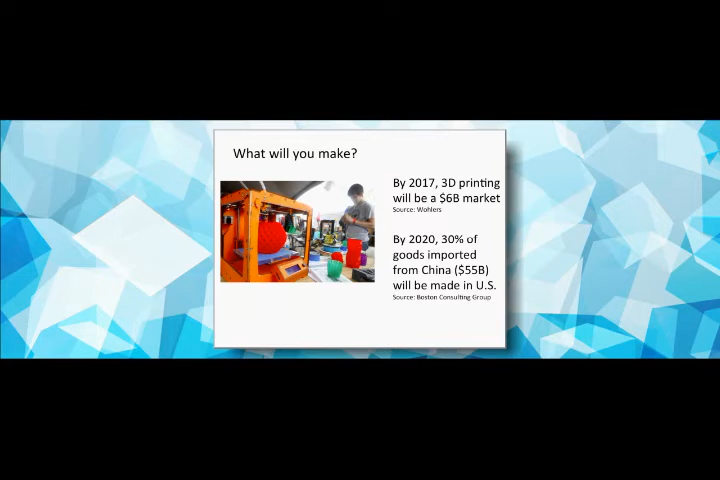 What will you make?
By 2017, 3D printing
will be a $6B market
Source: Wohlers
By 2020, 30% of
goods imported
from China ($55B)
will be made in U.S.
Source: Boston Consulting Group